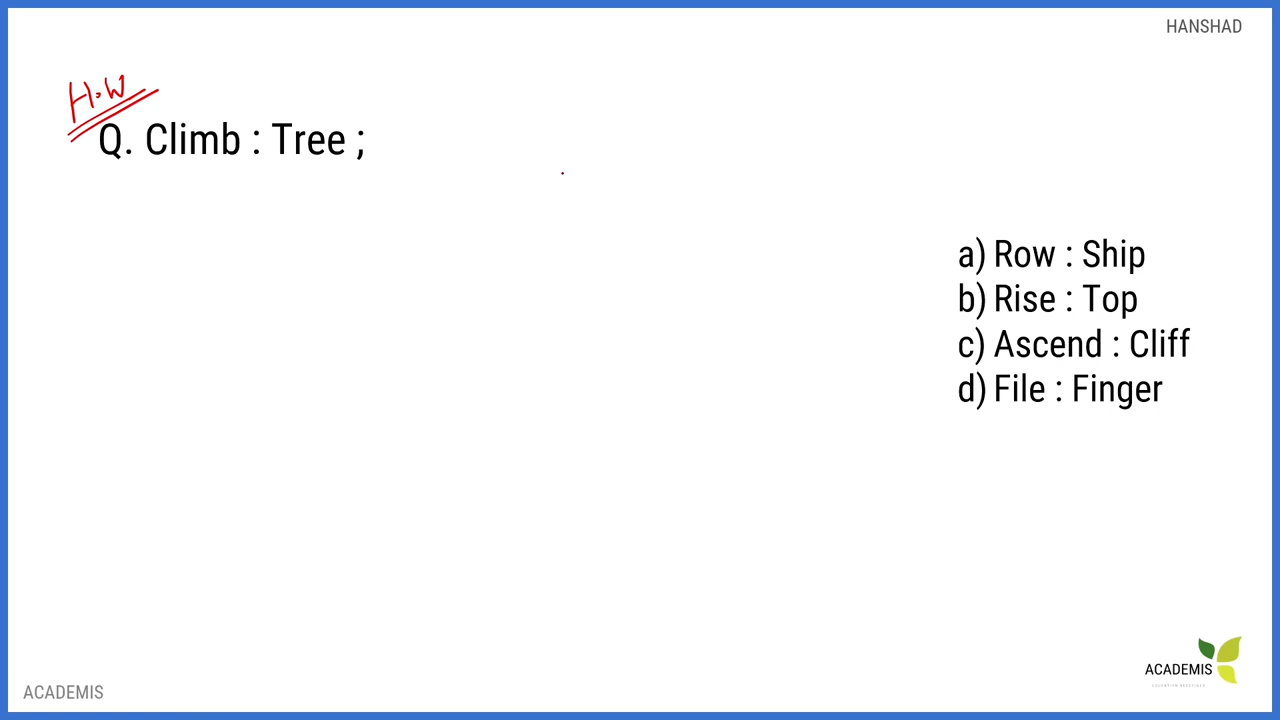 HANSHAD
H.W
Q. Climb : Tree ;
a) Row : Ship
b) Rise : Top
c) Ascend : Cliff
d) File : Finger
ACADEMIS
ACADEMIS